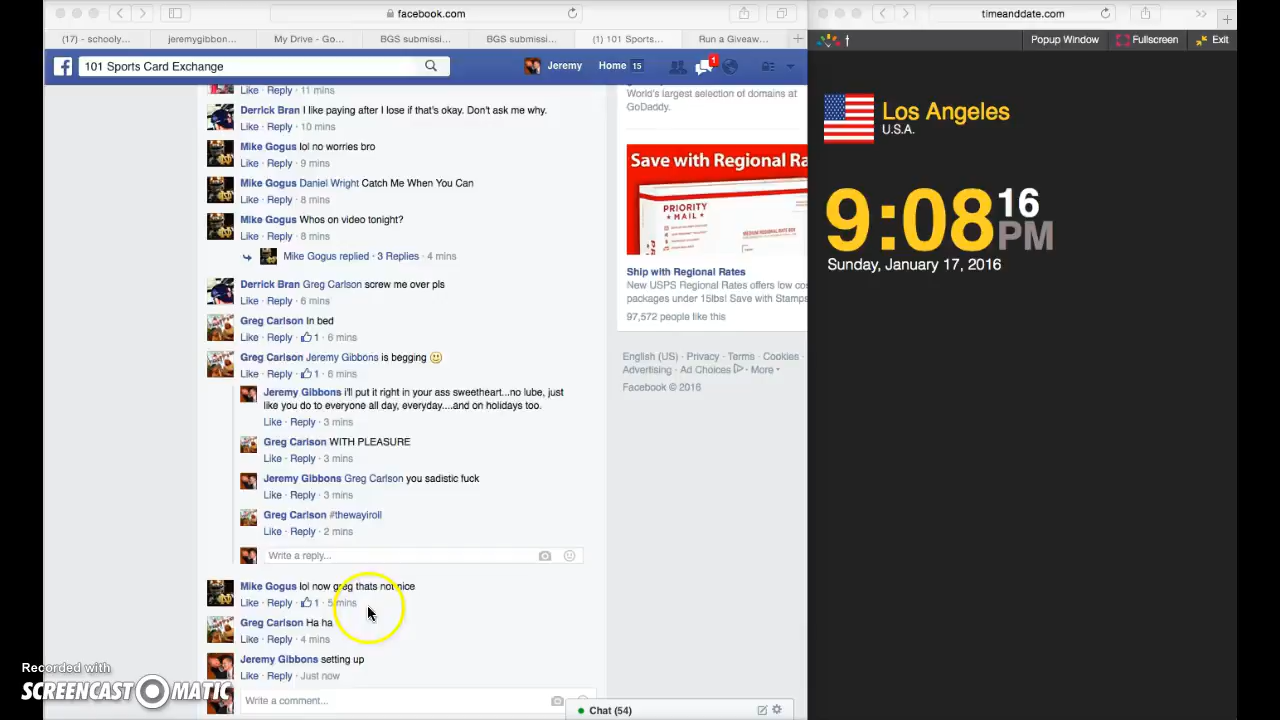 facebook.com
timeanddate.com
(17) - schooly...
jeremygibbon...
My Drive - Go...
BGS submissi...
BGS submissi...
(1) 101 Sports...
Run a Giveaw...
Popup Window
Fullscreen
Exit
101 Sports Card Exchange
Jeremy
Home 15
1
Like · Reply · 11 mins
Derrick Bran I like paying after I lose if that's okay. Don't ask me why.
Like · Reply · 10 mins
Mike Gogus lol no worries bro
Like · Reply · 9 mins
Mike Gogus Daniel Wright Catch Me When You Can
Like · Reply · 8 mins
Mike Gogus Whos on video tonight?
Like · Reply · 8 mins
Mike Gogus replied · 3 Replies · 4 mins
Derrick Bran Greg Carlson screw me over pls
Like · Reply · 6 mins
Greg Carlson In bed
Like · Reply · 1 · 6 mins
Greg Carlson Jeremy Gibbons is begging
Like · Reply · 1 · 6 mins
Jeremy Gibbons i'll put it right in your ass sweetheart...no lube, just
like you do to everyone all day, everyday....and on holidays too.
Like · Reply · 3 mins
Greg Carlson WITH PLEASURE
Like · Reply · 3 mins
Jeremy Gibbons Greg Carlson you sadistic fuck
Like · Reply · 3 mins
Greg Carlson #thewayiroll
Like · Reply · 2 mins
Write a reply...
Mike Gogus lol now greg thats not nice
Like · Reply · 1 · 5 mins
Greg Carlson Ha ha
Like · Reply · 4 mins
Jeremy Gibbons setting up
Like · Reply · Just now
Write a comment...
World's largest selection of domains at
GoDaddy.
Save with Regional Ra
PRIORITY
MAIL
Ship with Regional Rates
New USPS Regional Rates offers low co
packages under 15lbs! Save with Stamps
97,572 people like this
English (US) · Privacy · Terms · Cookies ·
Advertising · Ad Choices · More
Facebook © 2016
Chat (54)
Los Angeles
U.S.A.
9:08 16
PM
Sunday, January 17, 2016
Recorded with
SCREENCAST MATIC